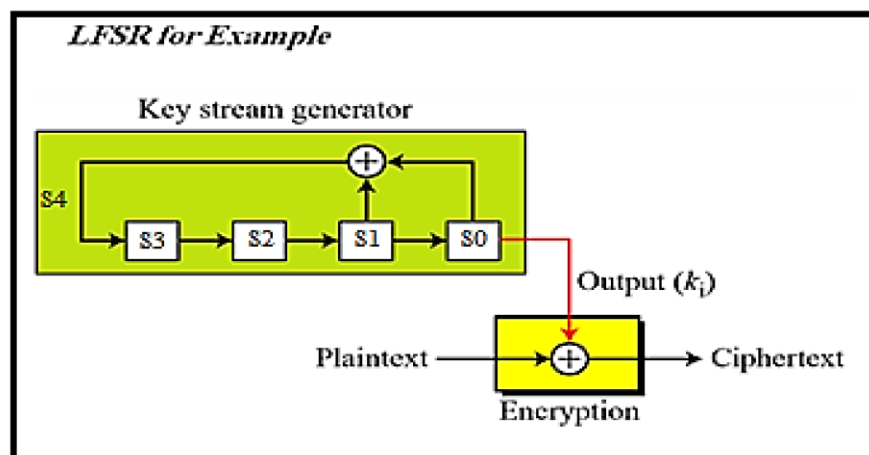 LFSR for Example
Key stream generator
S4
S3
S2
S1
S0
Output (ki)
Plaintext
Ciphertext
Encryption